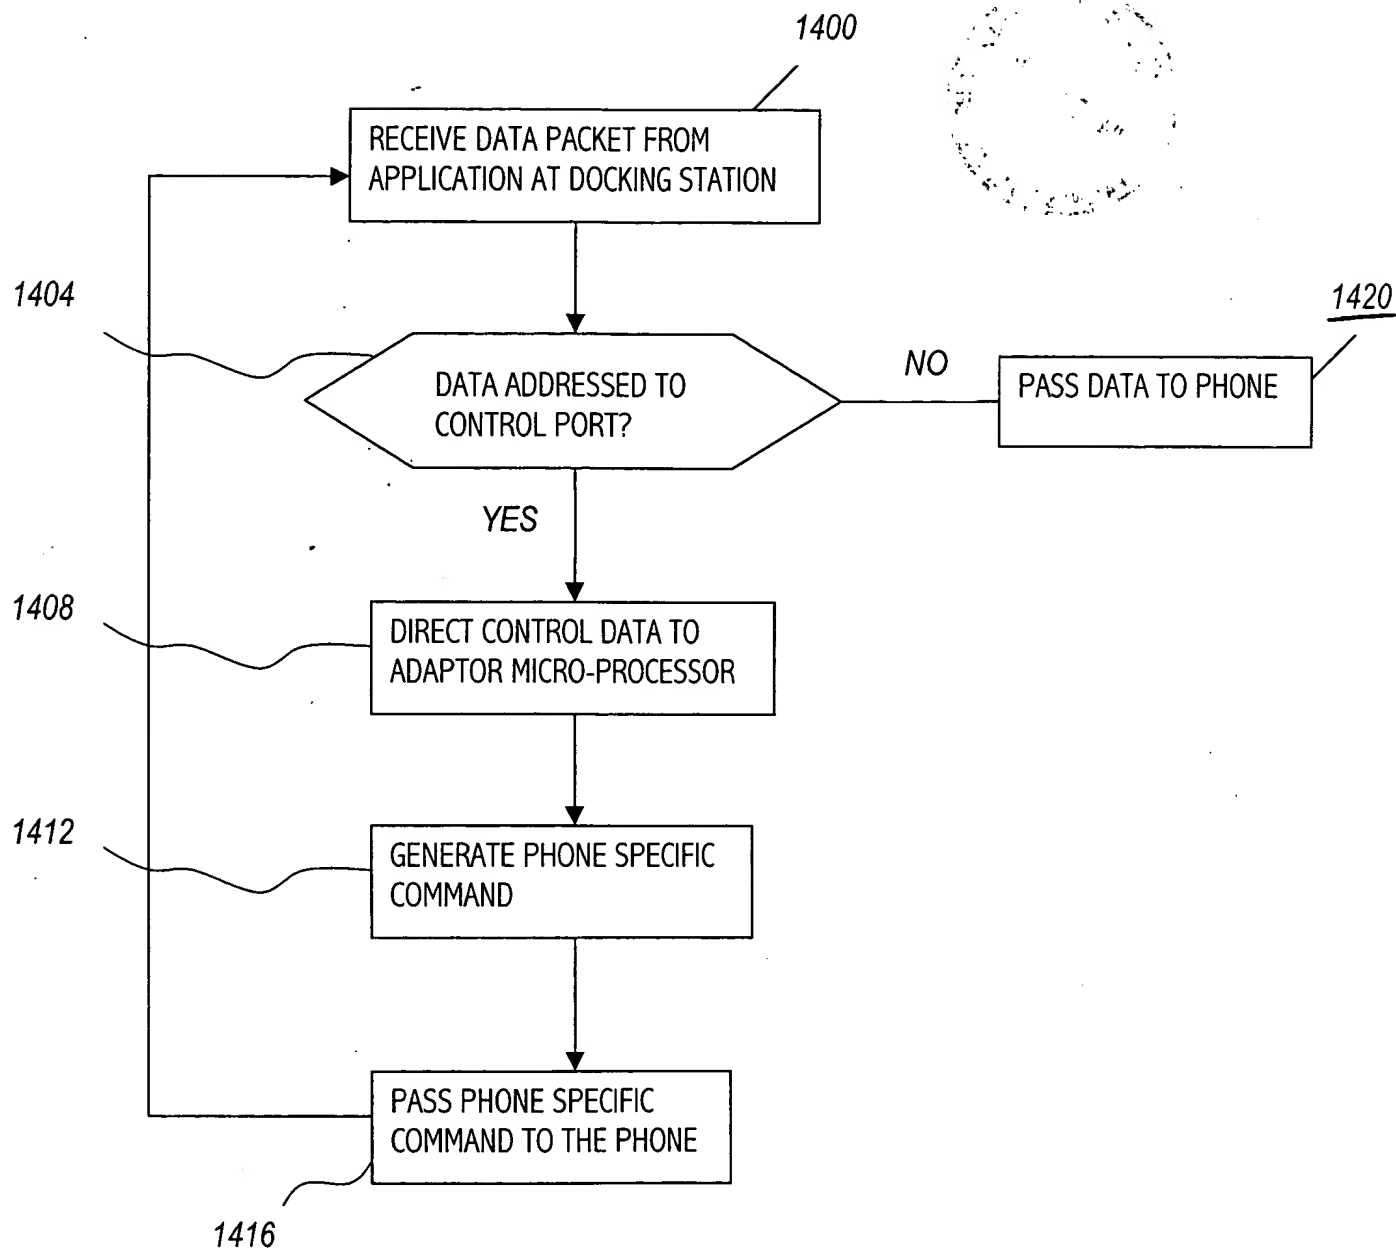 1400
RECEIVE DATA PACKET FROM
APPLICATION AT DOCKING STATION
1404
DATA ADDRESSED TO
CONTROL PORT?
NO
1420
PASS DATA TO PHONE
YES
1408
DIRECT CONTROL DATA TO
ADAPTOR MICRO-PROCESSOR
1412
GENERATE PHONE SPECIFIC
COMMAND
PASS PHONE SPECIFIC
COMMAND TO THE PHONE
1416